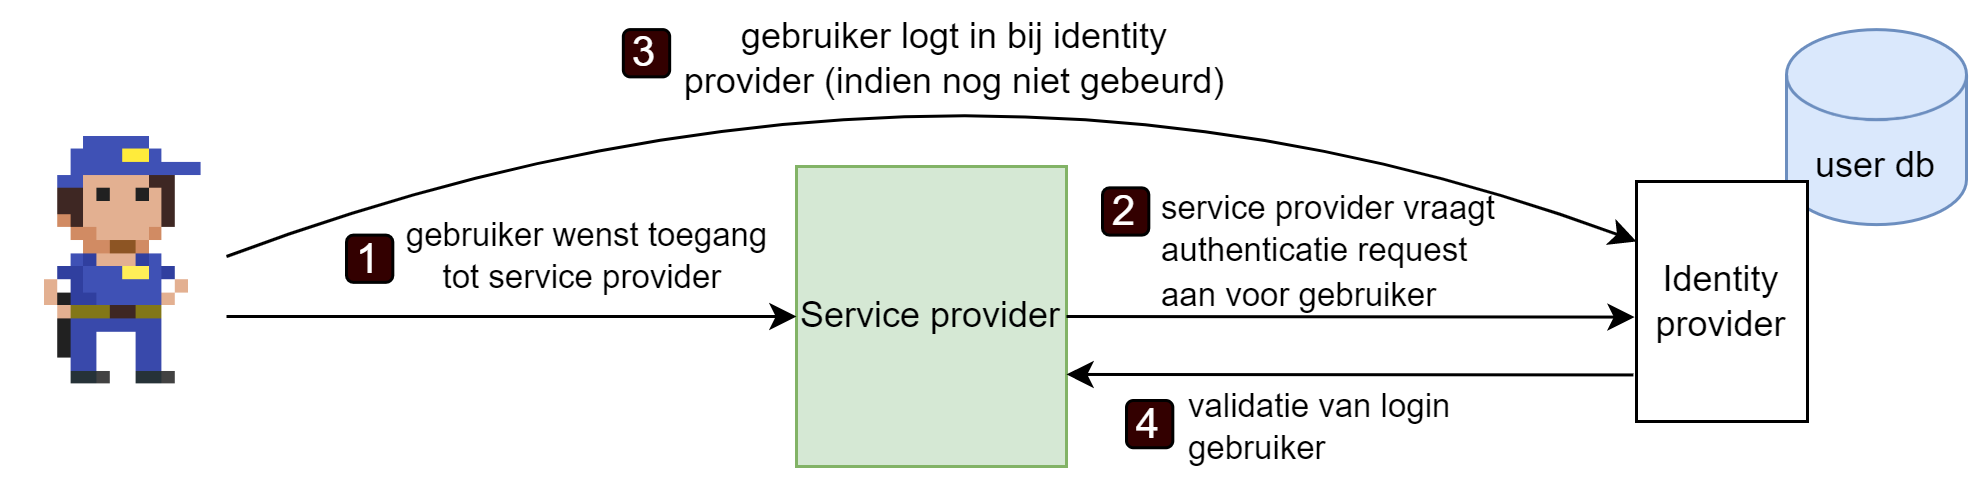 3
gebruiker logt in bij identity
provider (indien nog niet gebeurd)
user db
1
gebruiker wenst toegang
tot service provider
2
service provider vraagt
authenticatie request
aan voor gebruiker
Service provider
Identity
provider
4
validatie van login
gebruiker